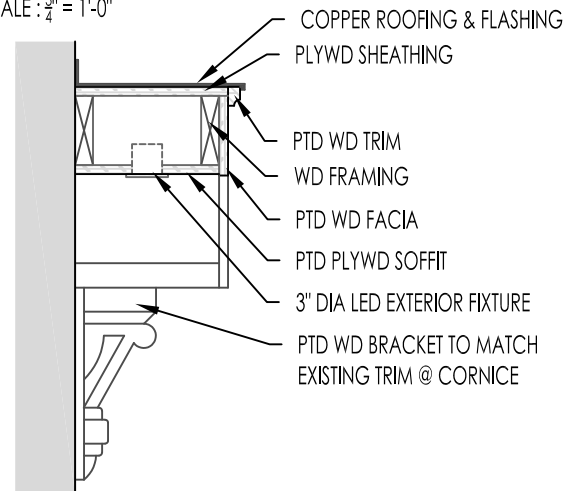 ALE : 3/4" = 1'-0"
COPPER ROOFING & FLASHING
PLYWD SHEATHING
PTD WD TRIM
WD FRAMING
PTD WD FACIA
PTD PLYWD SOFFIT
3" DIA LED EXTERIOR FIXTURE
PTD WD BRACKET TO MATCH
EXISTING TRIM @ CORNICE